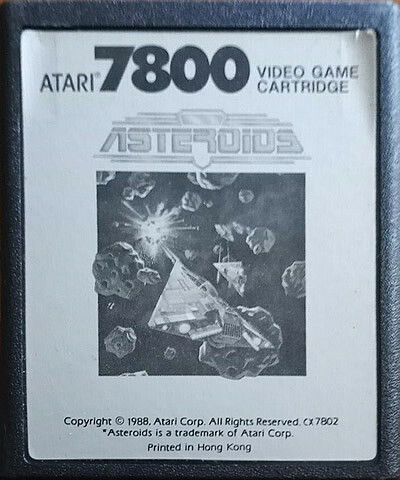 ATARI® 7800 VIDEO GAME
CARTRIDGE
ASTEROIDS
Copyright © 1988, Atari Corp. All Rights Reserved. CX7802
*Asteroids is a trademark of Atari Corp.
Printed in Hong Kong